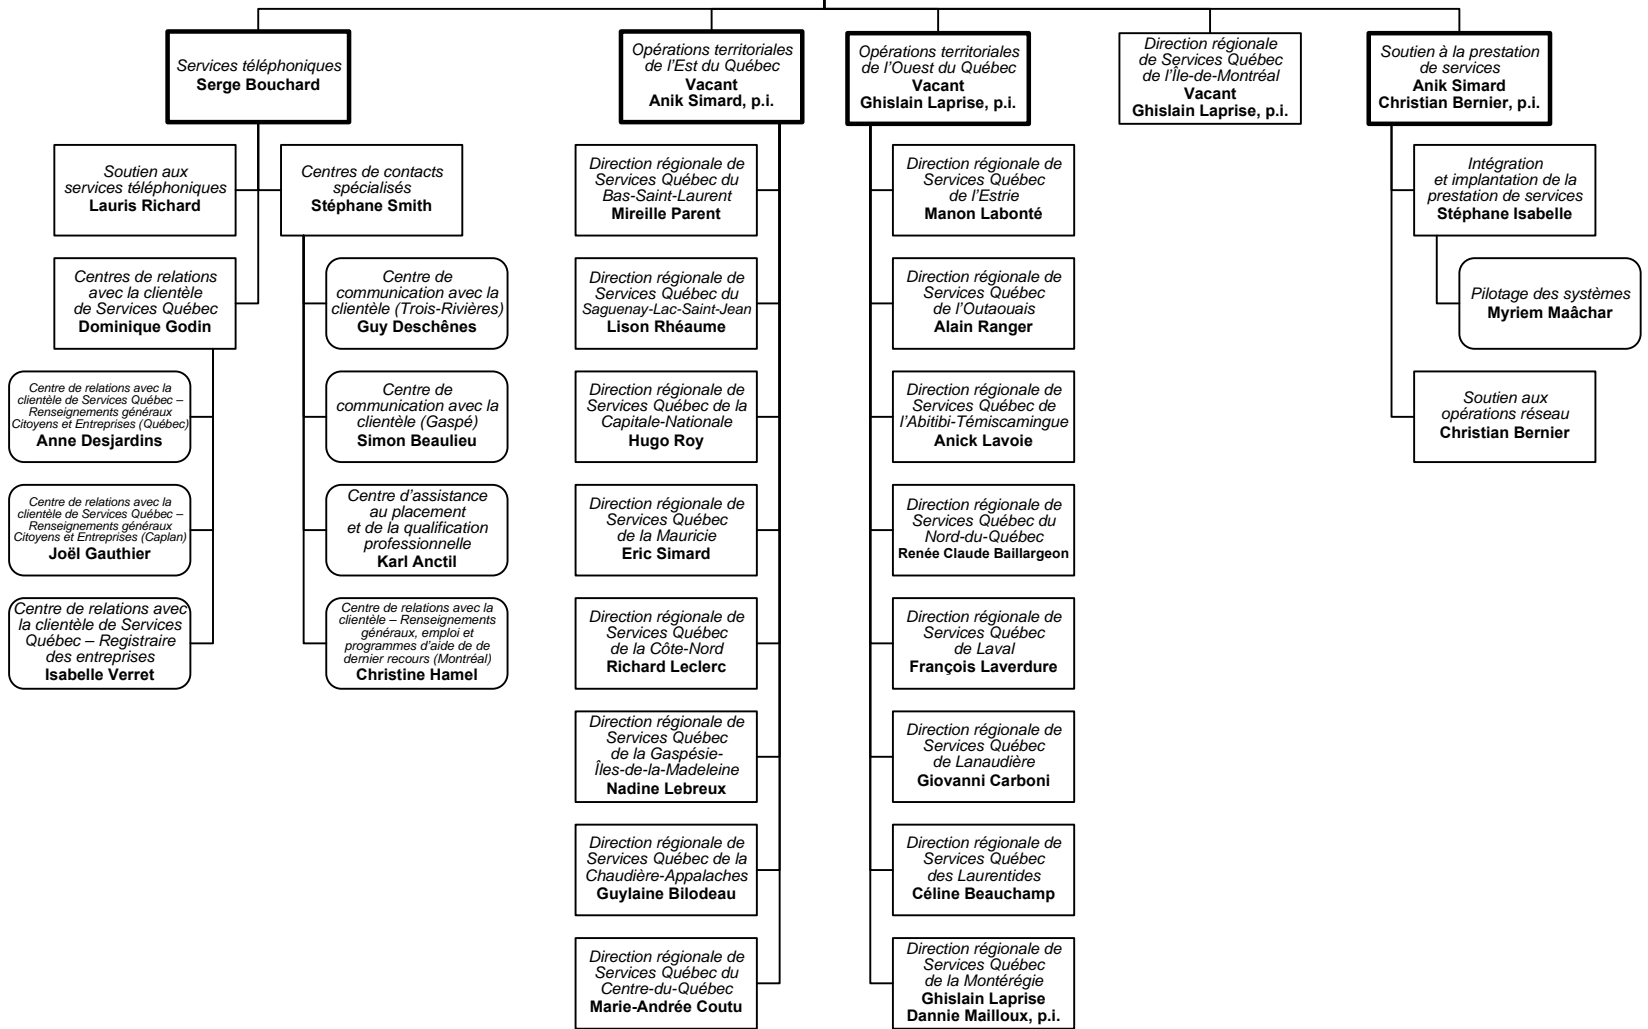 Services téléphoniques
Serge Bouchard
Opérations territoriales
de l'Est du Québec
Vacant
Anik Simard, p.i.
Opérations territoriales
de l'Ouest du Québec
Vacant
Ghislain Laprise, p.i.
Direction régionale
de Services Québec
de l'Île-de-Montréal
Vacant
Ghislain Laprise, p.i.
Soutien à la prestation
de services
Anik Simard
Christian Bernier, p.i.
Soutien aux
services téléphoniques
Lauris Richard
Centres de contacts
spécialisés
Stéphane Smith
Centres de relations
avec la clientèle
de Services Québec
Dominique Godin
Centre de relations avec la
clientèle de Services Québec –
Renseignements généraux
Citoyens et Entreprises (Québec)
Anne Desjardins
Centre de relations avec la
clientèle de Services Québec –
Renseignements généraux
Citoyens et Entreprises (Caplan)
Joël Gauthier
Centre de relations avec
la clientèle de Services
Québec – Registraire
des entreprises
Isabelle Verret
Centre de
communication avec la
clientèle (Trois-Rivières)
Guy Deschênes
Centre de
communication avec la
clientèle (Gaspé)
Simon Beaulieu
Centre d'assistance
au placement
et de la qualification
professionnelle
Karl Anctil
Centre de relations avec la
clientèle – Renseignements
généraux, emploi et
programmes d'aide de de
dernier recours (Montréal)
Christine Hamel
Direction régionale de
Services Québec du
Bas-Saint-Laurent
Mireille Parent
Direction régionale de
Services Québec du
Saguenay-Lac-Saint-Jean
Lison Rhéaume
Direction régionale de
Services Québec de la
Capitale-Nationale
Hugo Roy
Direction régionale de
Services Québec
de la Mauricie
Eric Simard
Direction régionale de
Services Québec
de la Côte-Nord
Richard Leclerc
Direction régionale de
Services Québec
de la Gaspésie-
Îles-de-la-Madeleine
Nadine Lebreux
Direction régionale de
Services Québec de la
Chaudière-Appalaches
Guylaine Bilodeau
Direction régionale de
Services Québec du
Centre-du-Québec
Marie-Andrée Coutu
Direction régionale de
Services Québec
de l'Estrie
Manon Labonté
Direction régionale de
Services Québec
de l'Outaouais
Alain Ranger
Direction régionale de
Services Québec de
l'Abitibi-Témiscamingue
Anick Lavoie
Direction régionale de
Services Québec du
Nord-du-Québec
Renée Claude Baillargeon
Direction régionale de
Services Québec
de Laval
François Laverdure
Direction régionale de
Services Québec
de Lanaudière
Giovanni Carboni
Direction régionale de
Services Québec
des Laurentides
Céline Beauchamp
Direction régionale de
Services Québec
de la Montérégie
Ghislain Laprise
Dannie Mailloux, p.i.
Intégration
et implantation de la
prestation de services
Stéphane Isabelle
Pilotage des systèmes
Myriem Maâchar
Soutien aux
opérations réseau
Christian Bernier